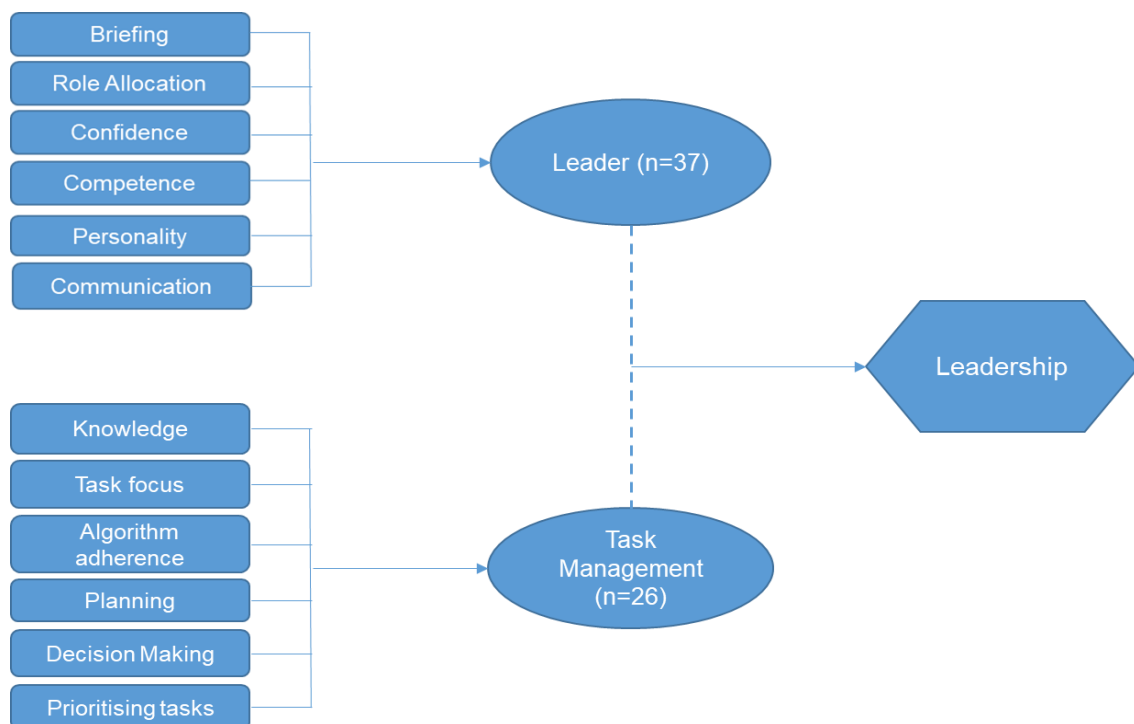 Briefing
Role Allocation
Confidence
Competence
Personality
Communication
Leader (n=37)
Leadership
Knowledge
Task focus
Algorithm
adherence
Planning
Decision Making
Prioritising tasks
Task
Management
(n=26)